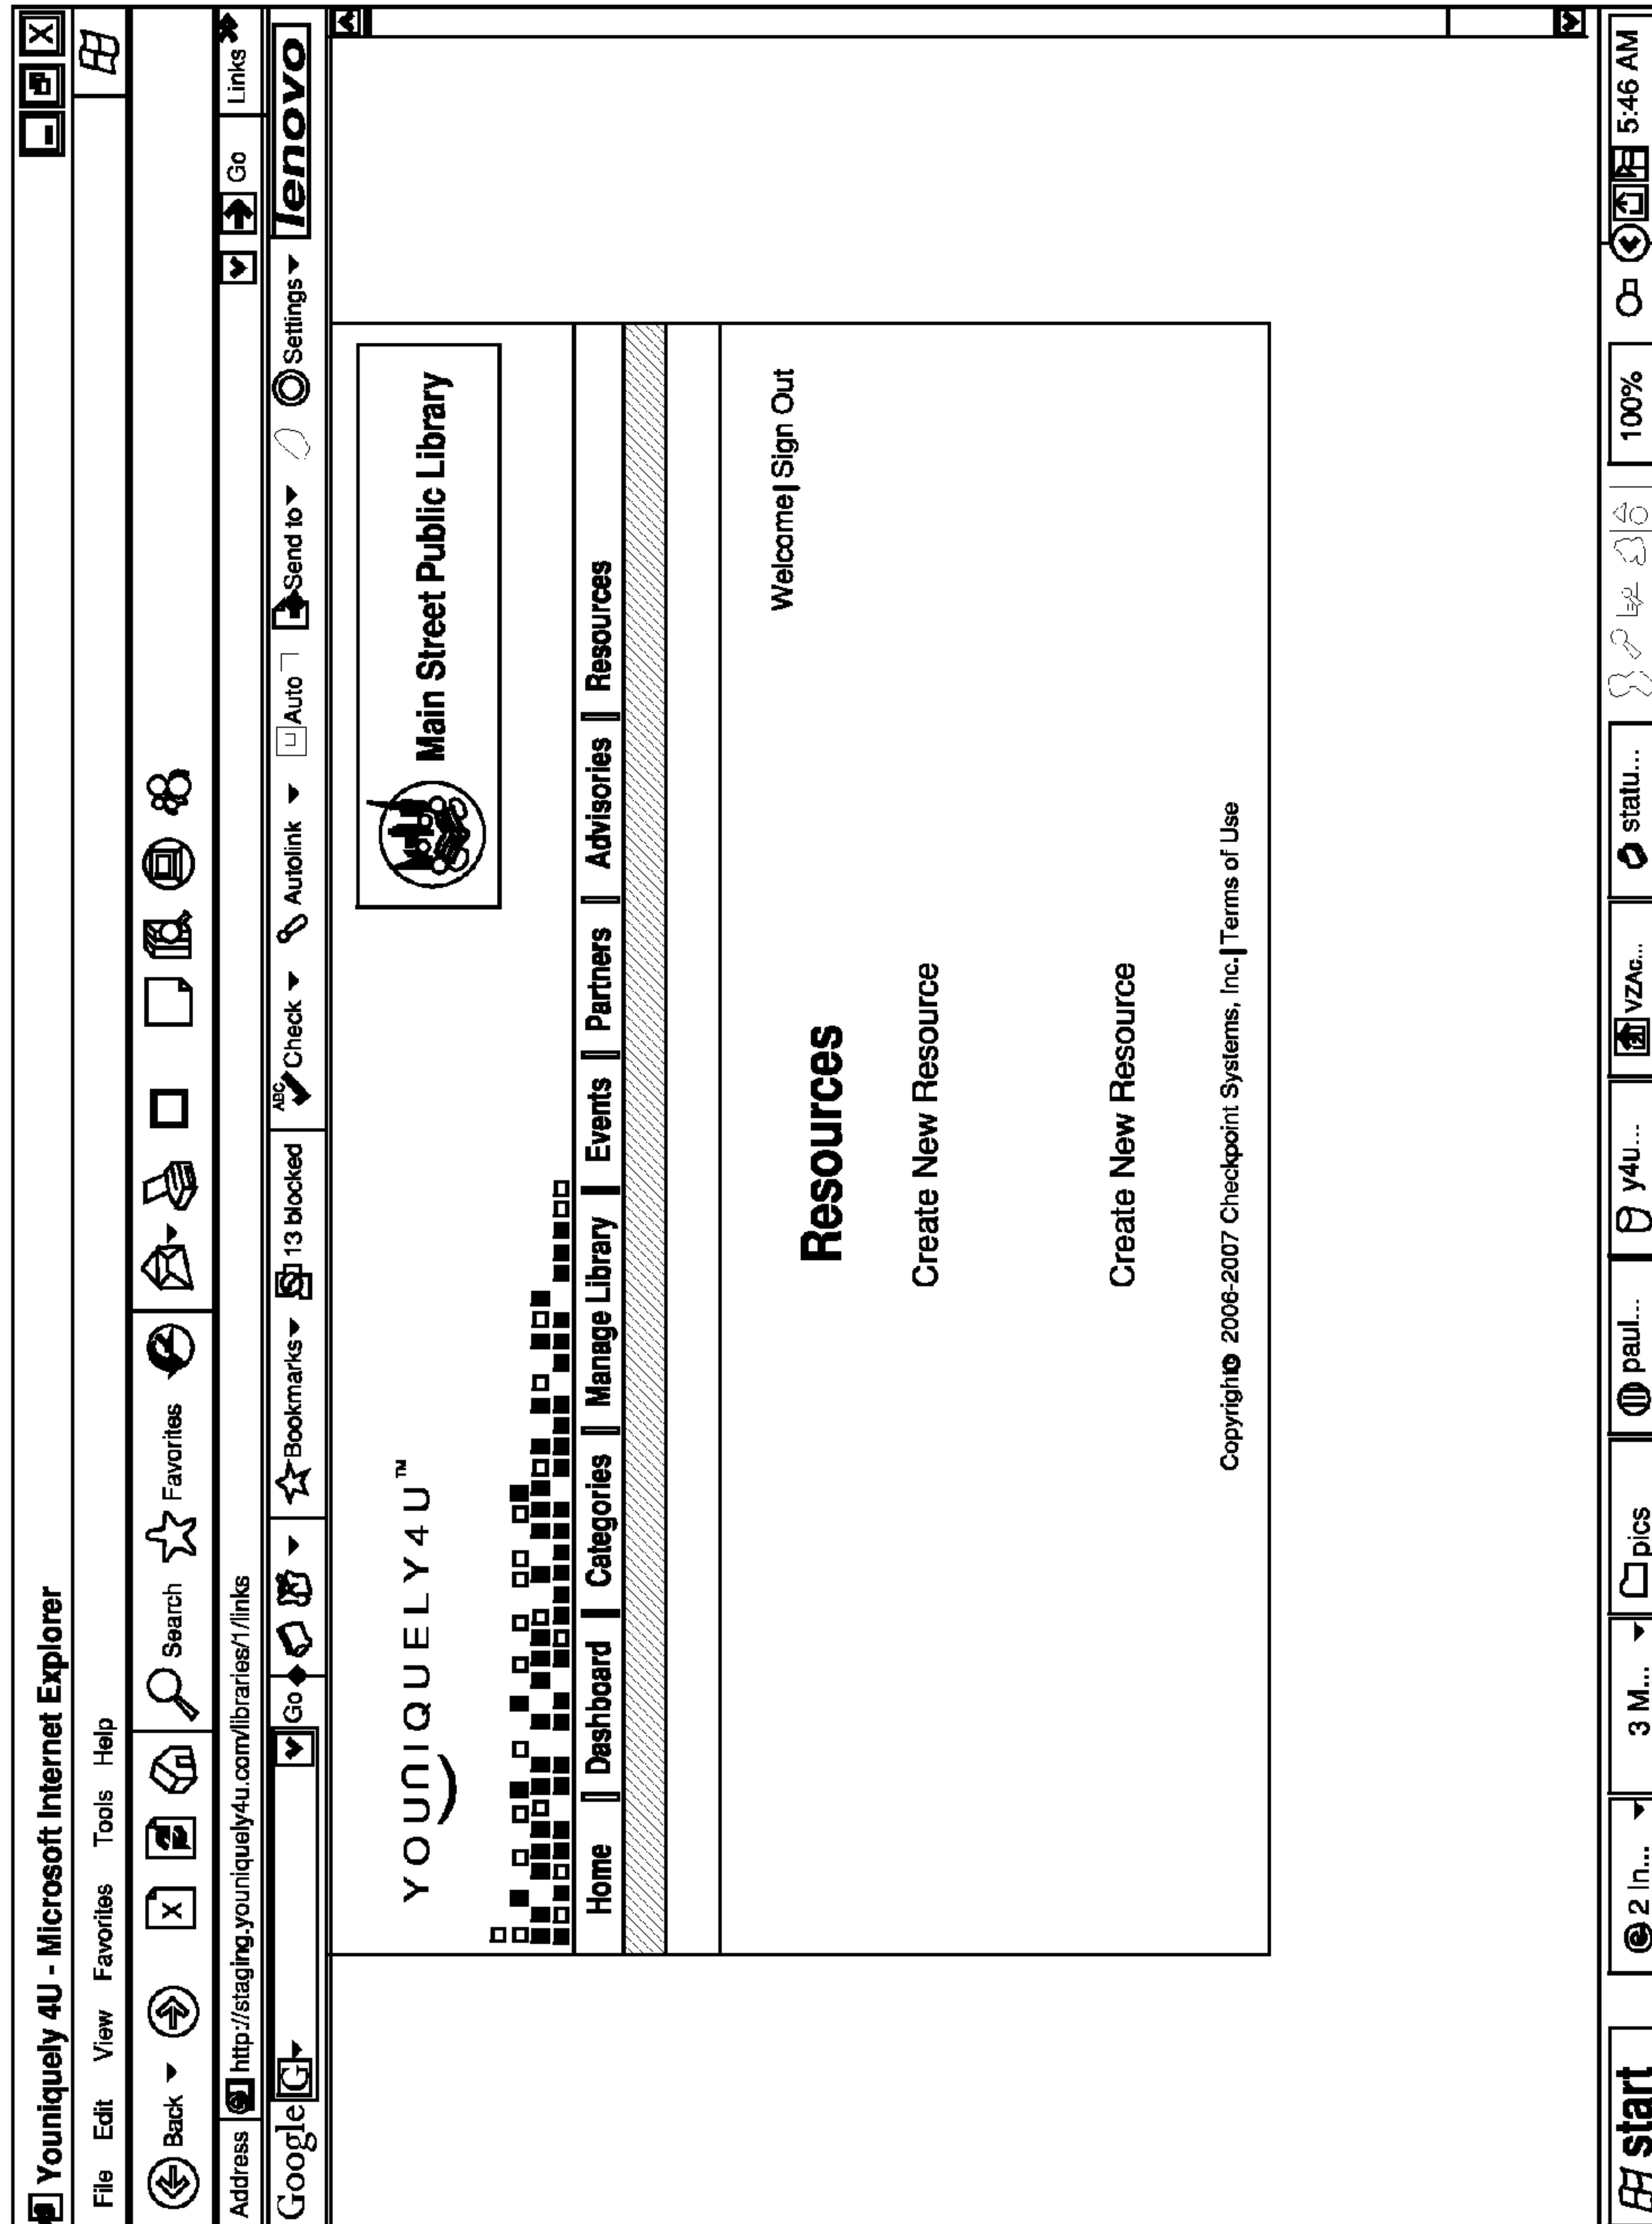 Youniquely 4U - Microsoft Internet Explorer
File Edit View Favorites Tools Help
Back X Search Favorites
Address http://staging.youniquely4u.com/libraries/1/links Go Links
Google G Go Bookmarks 13 blocked ABC Check Autolink Auto Send to Settings lenovo
YOUNIQUELY4U™
Main Street Public Library
Home Dashboard Categories Manage Library Events Partners Advisories Resources
Welcome| Sign Out
Resources
Create New Resource
Create New Resource
Copyright© 2006-2007 Checkpoint Systems, Inc.|Terms of Use
start 2 In... 3 M... pics paul... y4u... vzAc... statu... 100% 5:46 AM